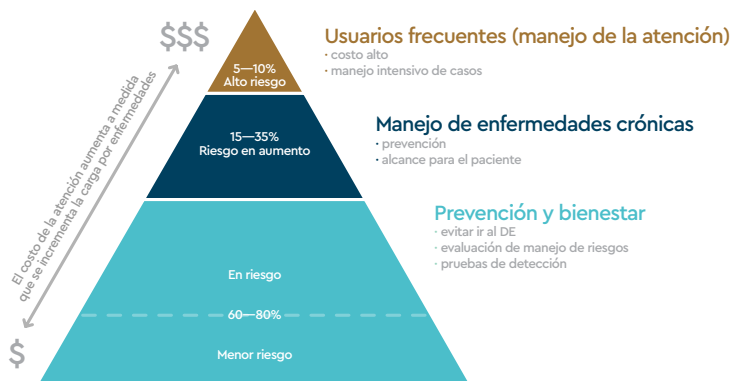 $$$
5—10%
Alto riesgo
Usuarios frecuentes (manejo de la atención)
· costo alto
· manejo intensivo de casos
El costo de la atención aumenta a medida
que se incrementa la carga por enfermedades
15—35%
Riesgo en aumento
Manejo de enfermedades crónicas
· prevención
· alcance para el paciente
Prevención y bienestar
· evitar ir al DE
· evaluación de manejo de riesgos
· pruebas de detección
En riesgo
60—80%
Menor riesgo
$